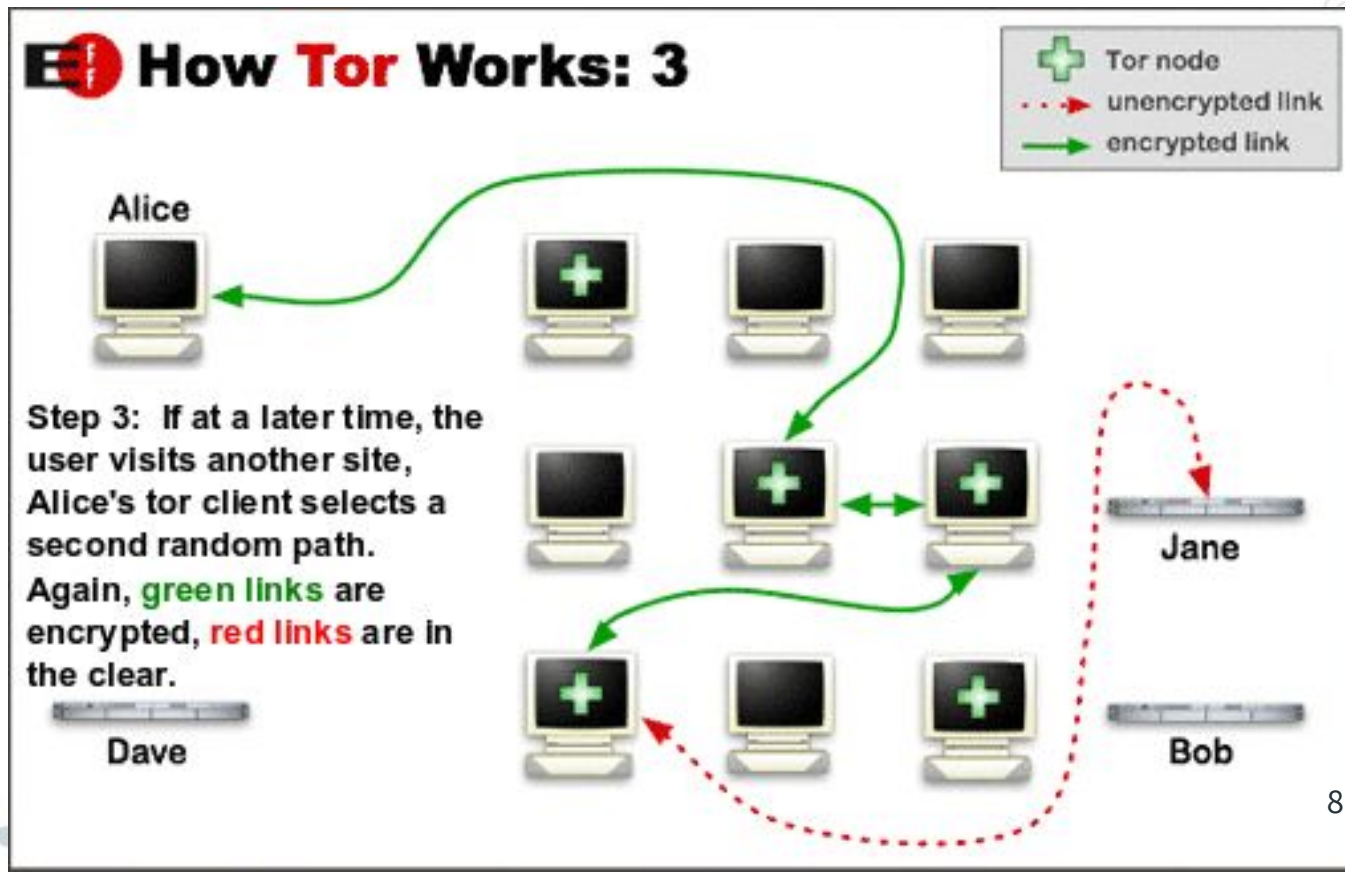 EFF How Tor Works: 3
Tor node
unencrypted link
encrypted link
Alice
Step 3: If at a later time, the
user visits another site,
Alice's tor client selects a
second random path.
Again, green links are
encrypted, red links are in
the clear.
Jane
Dave
Bob
8